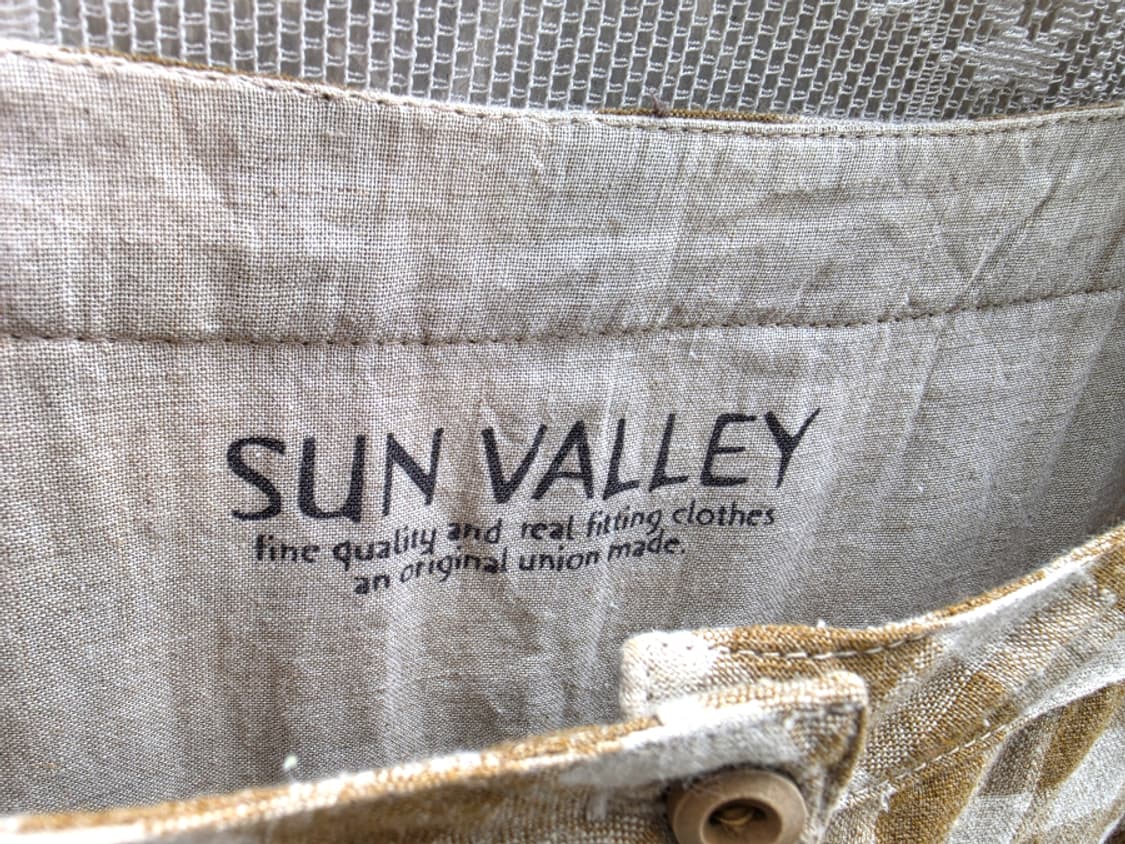 SUN VALLEY
fine quality and real fitting clothes
an original union made.